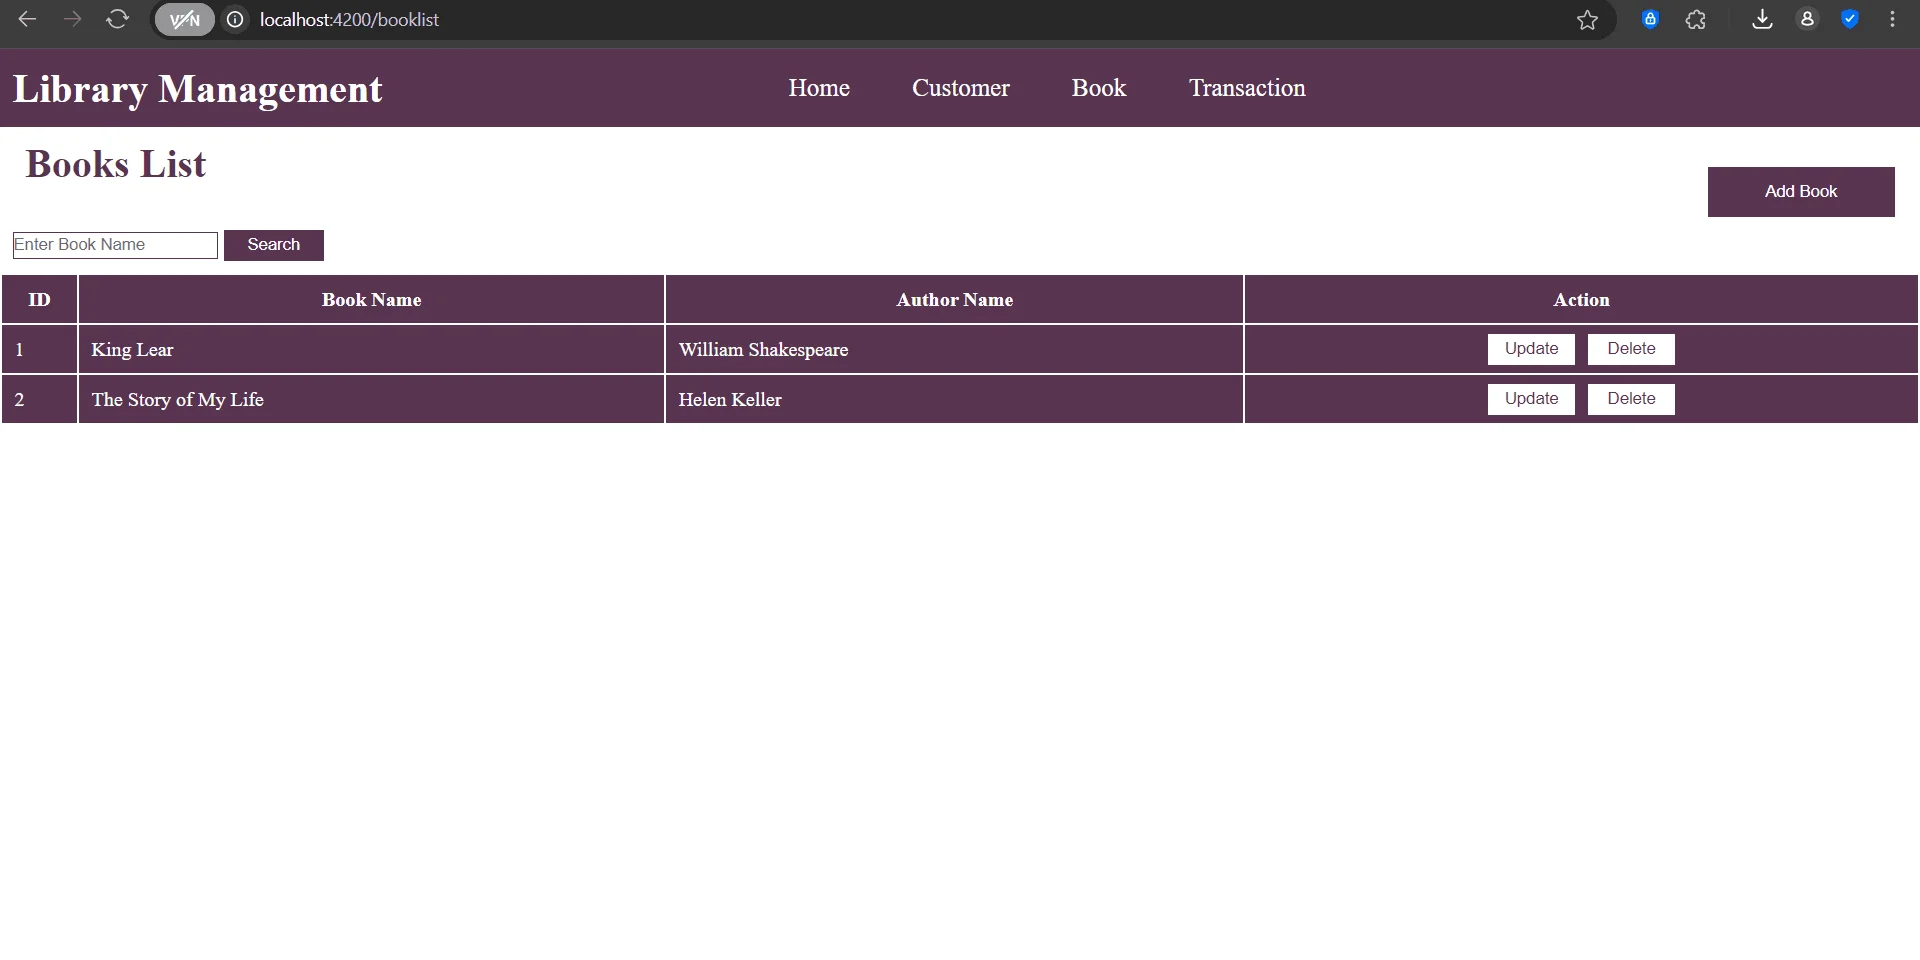 VPN localhost:4200/booklist
Library Management Home Customer Book Transaction
Books List
Add Book
Enter Book Name Search
ID Book Name Author Name Action
1 King Lear William Shakespeare Update Delete
2 The Story of My Life Helen Keller Update Delete